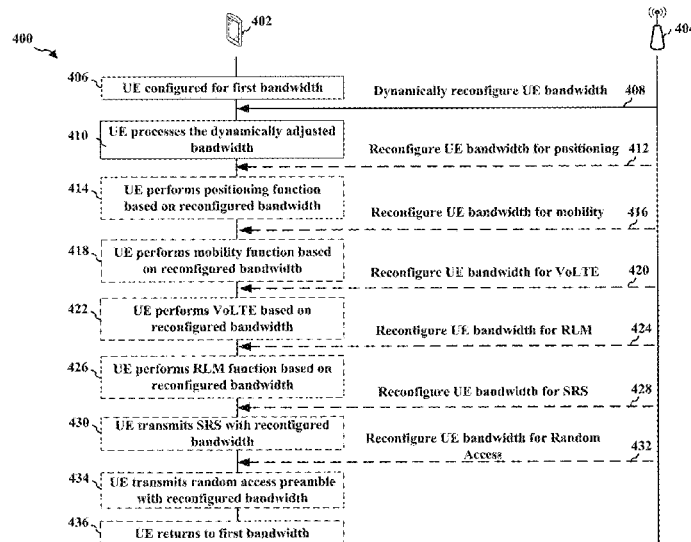 402
404
400
406
UE configured for first bandwidth
Dynamically reconfigure UE bandwidth
408
410
UE processes the dynamically adjusted
bandwidth
Reconfigure UE bandwidth for positioning
412
414
UE performs positioning function
based on reconfigured bandwidth
Reconfigure UE bandwidth for mobility
416
418
UE performs mobility function based
on reconfigured bandwidth
Reconfigure UE bandwidth for VoLTE
420
422
UE performs VoLTE based on
reconfigured bandwidth
Reconfigure UE bandwidth for RLM
424
426
UE performs RLM function based on
reconfigured bandwidth
Reconfigure UE bandwidth for SRS
428
430
UE transmits SRS with reconfigured
bandwidth
Reconfigure UE bandwidth for Random
Access
432
434
UE transmits random access preamble
with reconfigured bandwidth
436
UE returns to first bandwidth